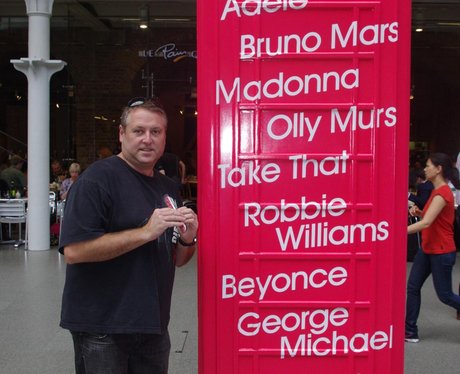 Adele
Bruno Mars
Madonna
Olly Murs
Take That
Robbie
Williams
Beyonce
George
Michael